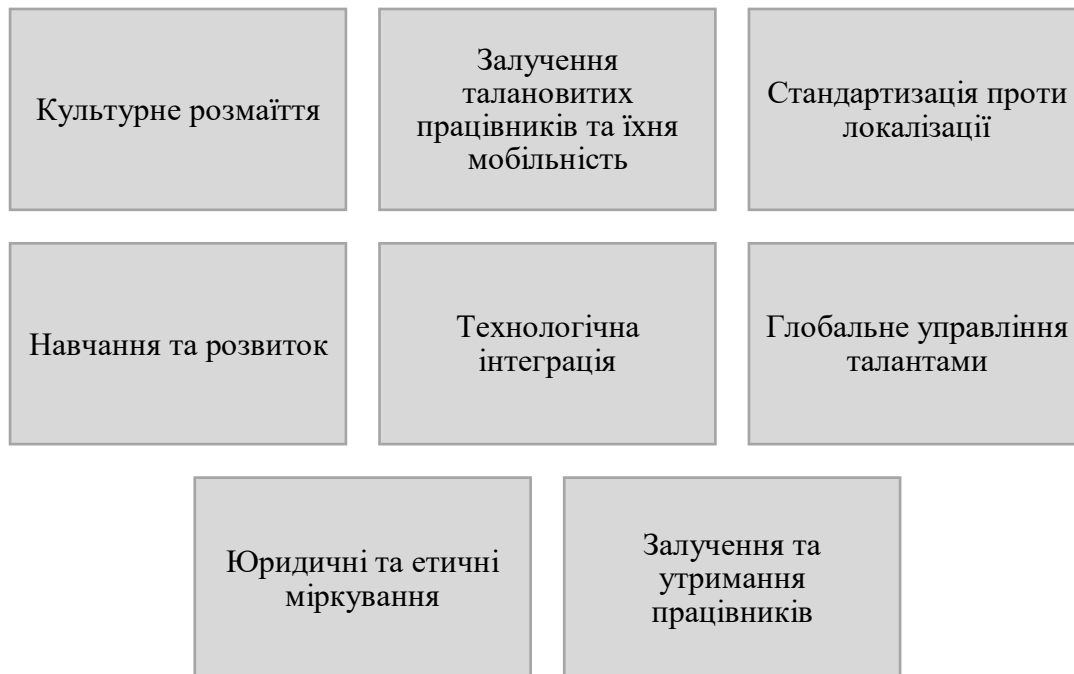 Культурне розмаїття
Залучення
талановитих
працівників та їхня
мобільність
Стандартизація проти
локалізації
Навчання та розвиток
Технологічна
інтеграція
Глобальне управління
талантами
Юридичні та етичні
міркування
Залучення та
утримання
працівників